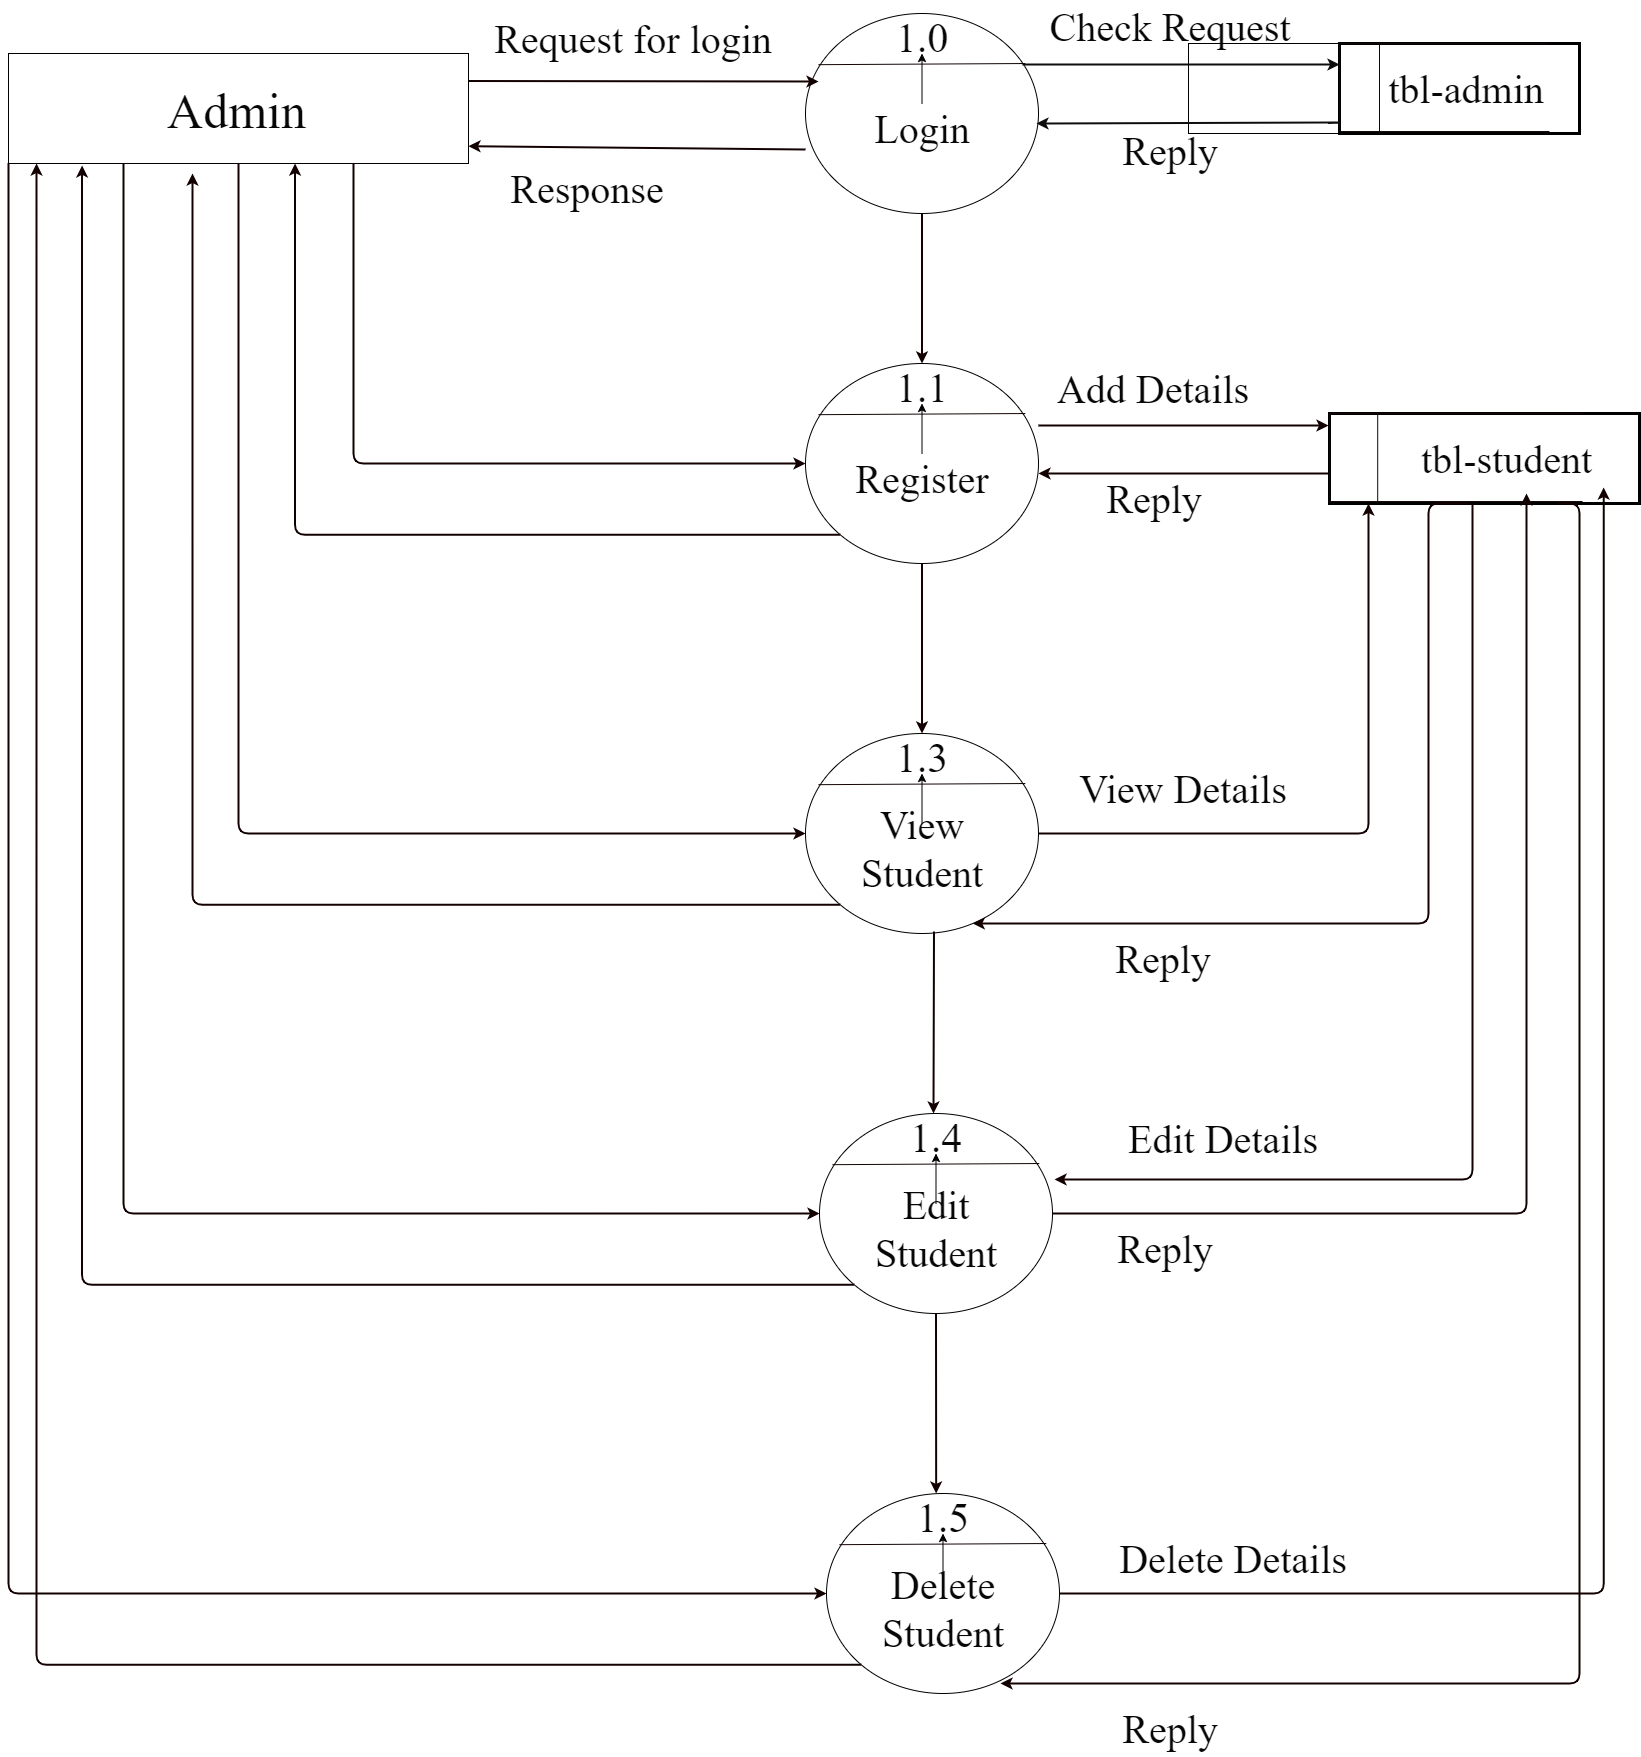 Request for login
1.0
Check Request
Admin
Login
tbl-admin
Response
Reply
1.1
Add Details
Register
tbl-student
Reply
1.3
View
Student
View Details
Reply
1.4
Edit
Student
Edit Details
Reply
1.5
Delete
Student
Delete Details
Reply